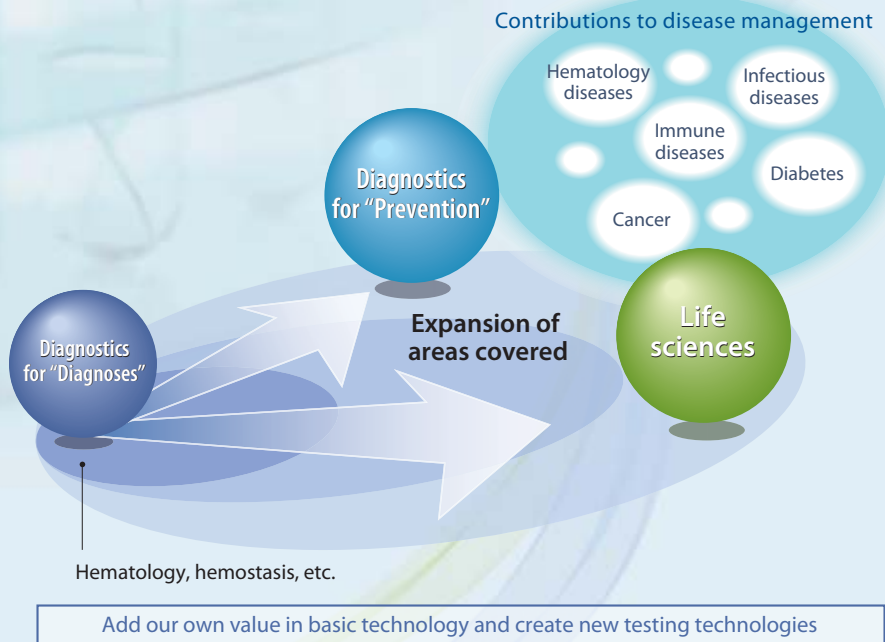 Contributions to disease management
Hematology
diseases
Infectious
diseases
Immune
diseases
Diabetes
Cancer
Diagnostics
for “Prevention”
Expansion of
areas covered
Life
sciences
Diagnostics
for “Diagnoses”
Hematology, hemostasis, etc.
Add our own value in basic technology and create new testing technologies